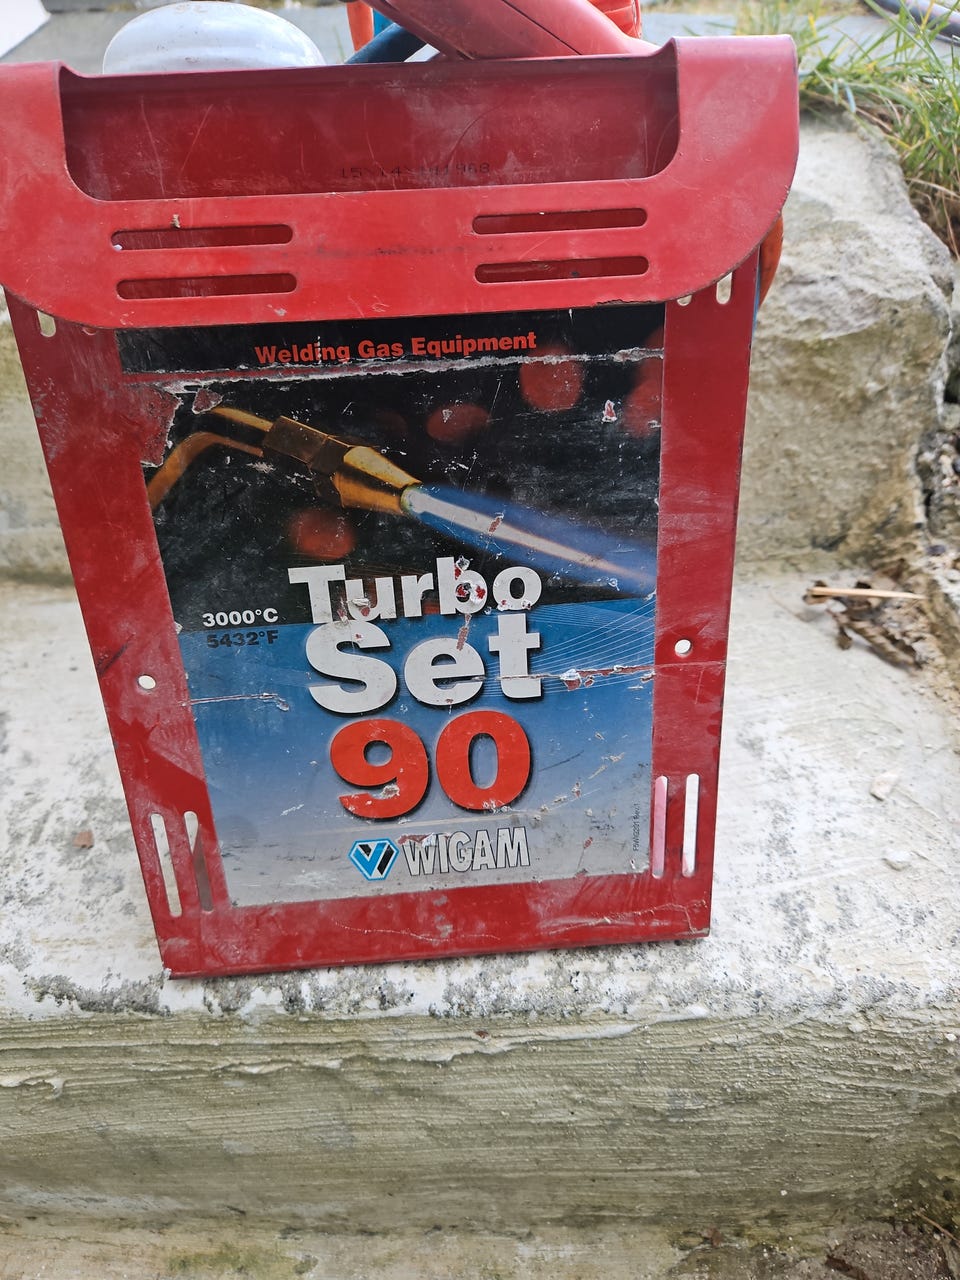 Welding Gas Equipment
Turbo
3000°C
5432°F
Set
90
WIGAM